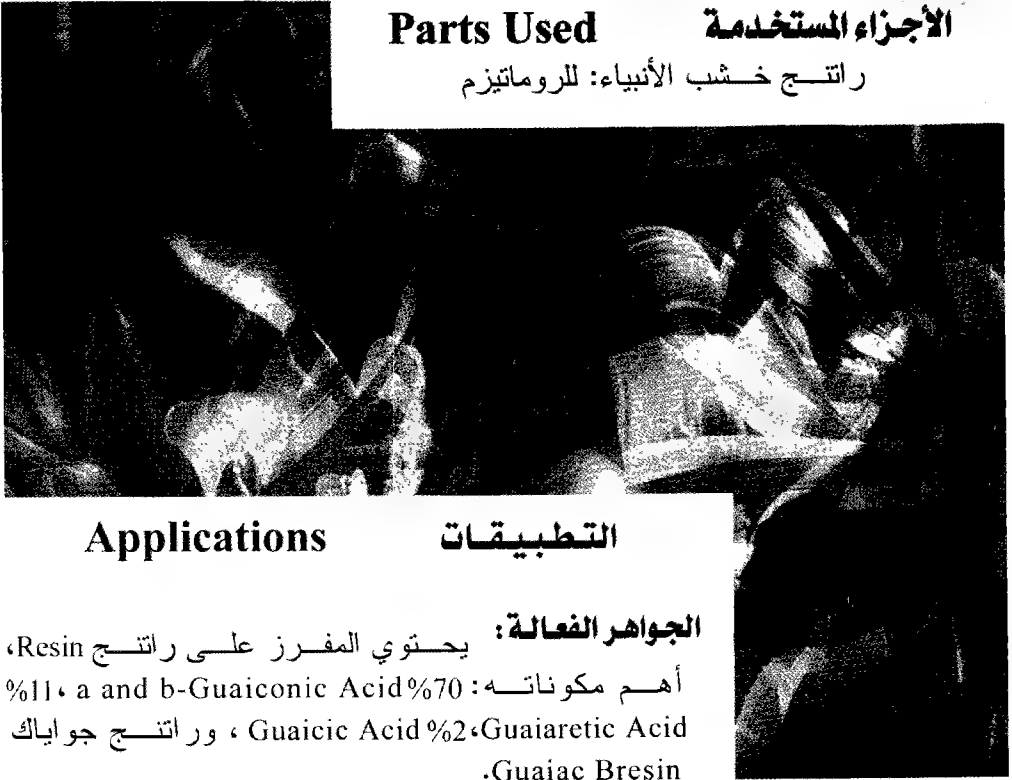 الأجزاء المستخدمة Parts Used
راتنج خشب الأنبياء: للروماتيزم
التطبيقات Applications
الجواهر الفعالة: يحتوي المفرز على راتنج Resin،
أهم مكوناته: 70% a and b-Guaiconic Acid، 11%
Guaiaretic Acid، 2% Guaicic Acid، وراتنج جواياك
Guaiac Bresin.